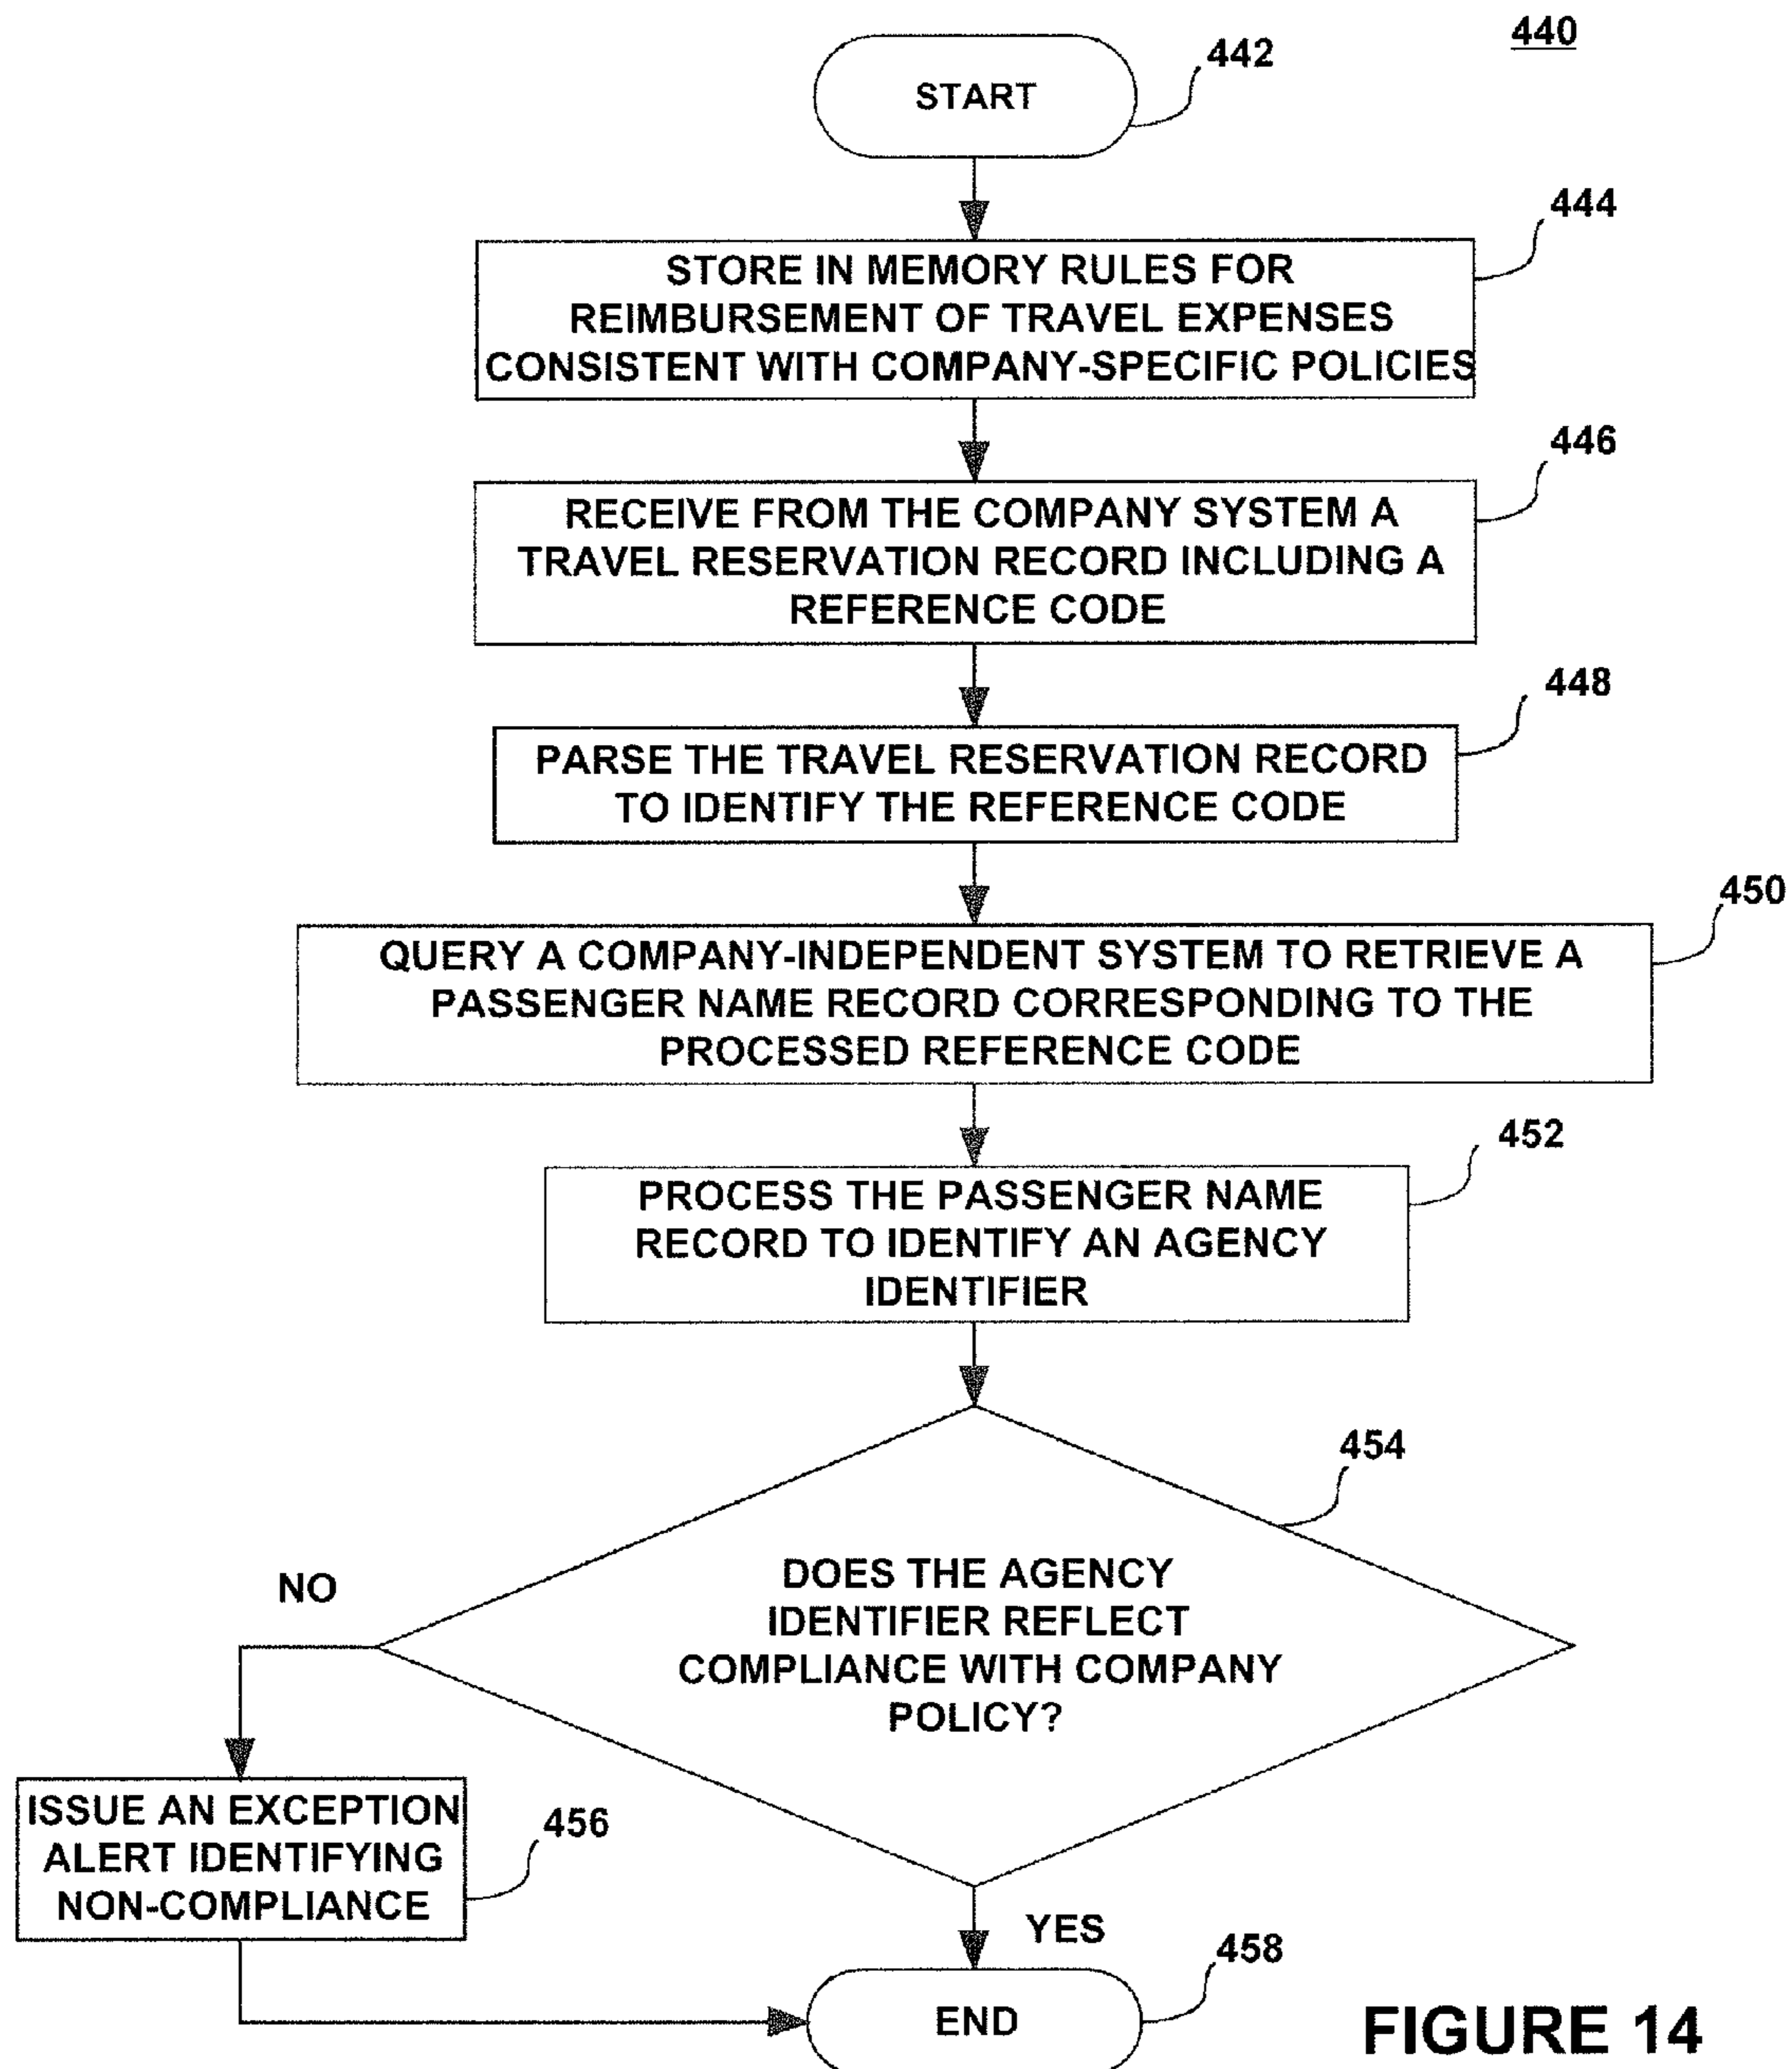 440
442
START
444
STORE IN MEMORY RULES FOR
REIMBURSEMENT OF TRAVEL EXPENSES
CONSISTENT WITH COMPANY-SPECIFIC POLICIES
446
RECEIVE FROM THE COMPANY SYSTEM A
TRAVEL RESERVATION RECORD INCLUDING A
REFERENCE CODE
448
PARSE THE TRAVEL RESERVATION RECORD
TO IDENTIFY THE REFERENCE CODE
450
QUERY A COMPANY-INDEPENDENT SYSTEM TO RETRIEVE A
PASSENGER NAME RECORD CORRESPONDING TO THE
PROCESSED REFERENCE CODE
452
PROCESS THE PASSENGER NAME
RECORD TO IDENTIFY AN AGENCY
IDENTIFIER
454
DOES THE AGENCY
IDENTIFIER REFLECT
COMPLIANCE WITH COMPANY
POLICY?
NO
ISSUE AN EXCEPTION
ALERT IDENTIFYING
NON-COMPLIANCE
456
YES
458
END
FIGURE 14